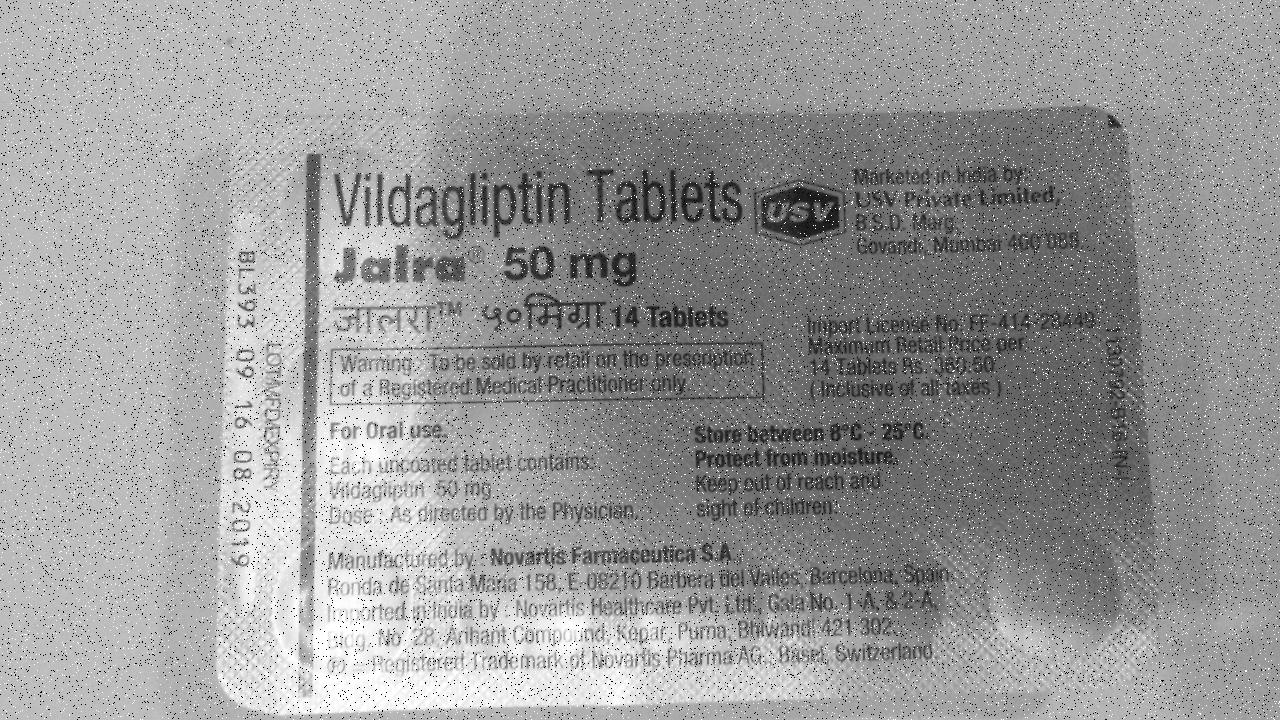 Vildagliptin Tablets
Jalra® 50 mg
जालरा™ ५०मिग्रा 14 Tablets
Warning : To be sold by retail on the prescription
of a Registered Medical Practitioner only.
For Oral use.
Each uncoated tablet contains:
Vildagliptin 50 mg
Dose : As directed by the Physician.
USV
Marketed in India by:
USV Private Limited,
B.S.D. Marg,
Govandi, Mumbai 400 088.
Import License No. FF-414-23449
Maximum Retail Price per
14 Tablets Rs.
( Inclusive of all taxes )
Store between 8°C - 25°C.
Protect from moisture.
Keep out of reach and
sight of children.
Manufactured by : Novartis Farmaceutica S.A.,
Ronda de Santa Maria 158, E-08210 Barbera del Valles, Barcelona, Spain.
Imported in India by : Novartis Healthcare Pvt. Ltd., Gala No. 1-A, & 2-A,
Bldg. No. 28, Arihant Compound, Kopar, Purna, Bhiwandi 421 302.
® = Registered Trademark of Novartis Pharma AG., Basel, Switzerland
BL393 09 16 08 2019
LOT/MFD/EXPIRY